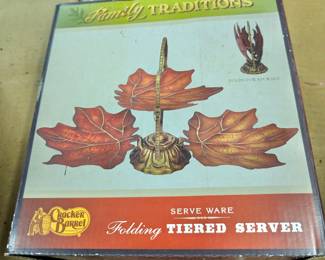 Family TRADITIONS
Cracker
Barrel
SERVE WARE
Folding TIERED SERVER